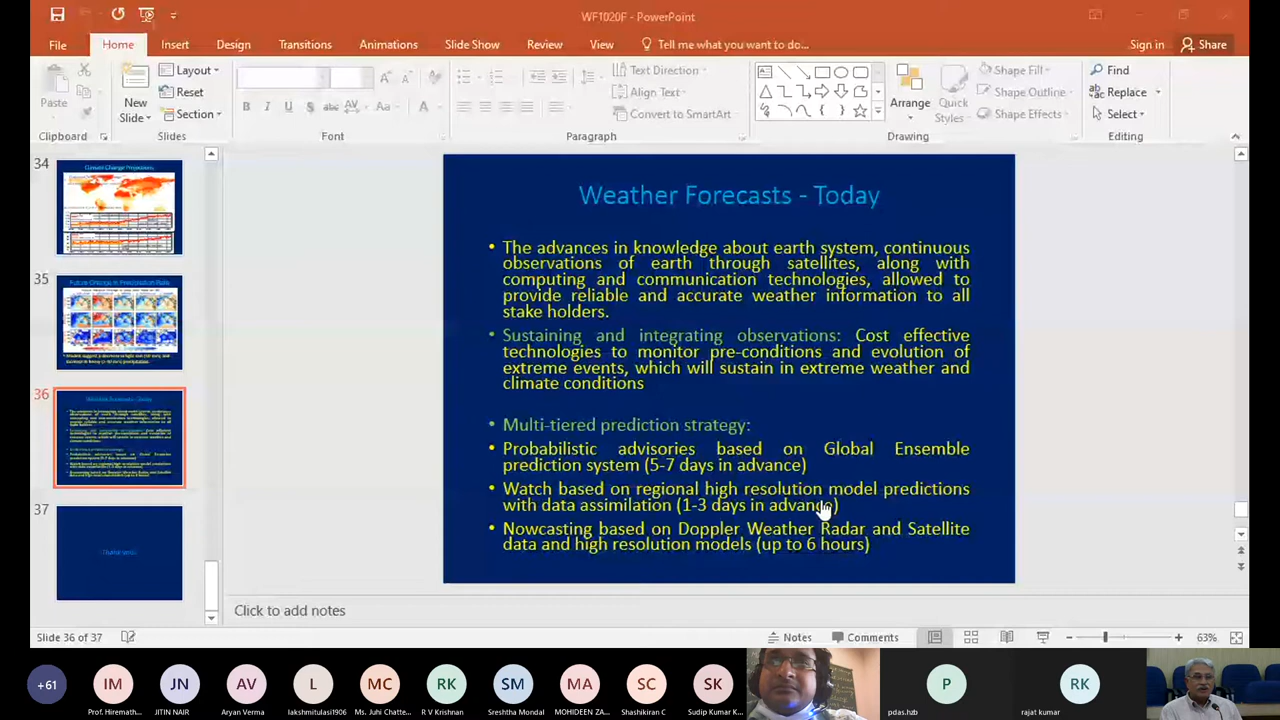 WF1020F - PowerPoint
File Home Insert Design Transitions Animations Slide Show Review View Tell me what you want to do... Sign in Share
Paste New Slide Layout Reset Section
B I U S abc AV Aa A
Text Direction Align Text Convert to SmartArt
Arrange Quick Styles Shape Fill Shape Outline Shape Effects
Find Replace Select
Clipboard Slides Font Paragraph Drawing Editing
34
Climate Change Projections
35
36
37
Weather Forecasts - Today
• The advances in knowledge about earth system, continuous
observations of earth through satellites, along with
computing and communication technologies, allowed to
provide reliable and accurate weather information to all
stake holders.
• Sustaining and integrating observations: Cost effective
technologies to monitor pre-conditions and evolution of
extreme events, which will sustain in extreme weather and
climate conditions
• Multi-tiered prediction strategy:
• Probabilistic advisories based on Global Ensemble
prediction system (5-7 days in advance)
• Watch based on regional high resolution model predictions
with data assimilation (1-3 days in advance)
• Nowcasting based on Doppler Weather Radar and Satellite
data and high resolution models (up to 6 hours)
Click to add notes
Slide 36 of 37 Notes Comments 63%
+61 IM JN AV L MC RK SM MA SC SK P RK
Prof. Hiremath... JITIN NAIR Aryan Verma lakshmitulasi1906 Ms. Juhi Chatte... R V Krishnan Sreshtha Mondal MOHIDEEN ZA... Shashikiran C Sudip Kumar K... pdas.hzb rajat kumar